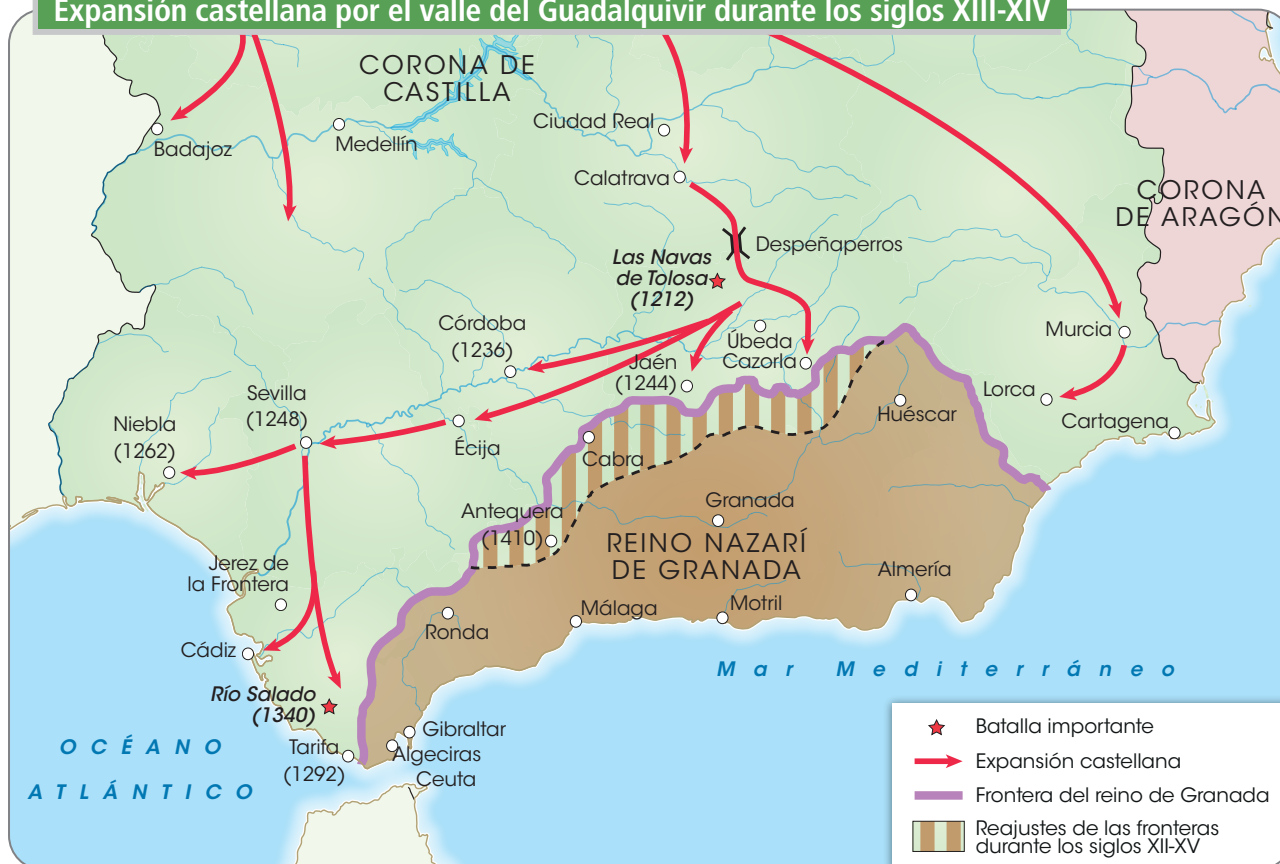 Expansión castellana por el valle del Guadalquivir durante los siglos XIII-XIV
CORONA DE
CASTILLA
Badajoz
Medellín
Ciudad Real
Calatrava
CORONA
DE ARAGÓN
Despeñaperros
Las Navas
de Tolosa
(1212)
Córdoba
(1236)
Úbeda
Cazorla
Jaén
(1244)
Murcia
Lorca
Cartagena
Huéscar
Sevilla
(1248)
Niebla
(1262)
Écija
Cabra
Antequera
(1410)
Granada
REINO NAZARÍ
DE GRANADA
Almería
Motril
Málaga
Ronda
Jerez de
la Frontera
Cádiz
Río Salado
(1340)
Tarifa
(1292)
Gibraltar
Algeciras
Ceuta
Mar Mediterráneo
OCÉANO
ATLÁNTICO
Batalla importante
Expansión castellana
Frontera del reino de Granada
Reajustes de las fronteras
durante los siglos XII-XV